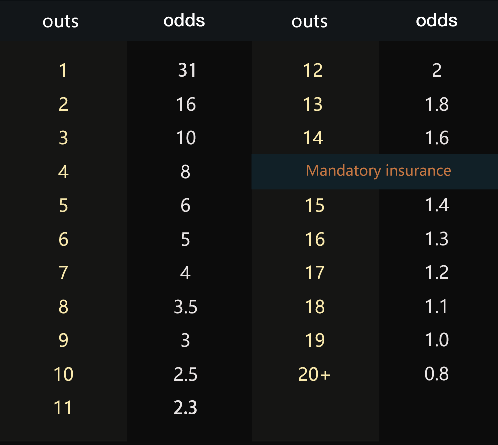 outs odds outs odds
1 31 12 2
2 16 13 1.8
3 10 14 1.6
4 8 Mandatory insurance
5 6 15 1.4
6 5 16 1.3
7 4 17 1.2
8 3.5 18 1.1
9 3 19 1.0
10 2.5 20+ 0.8
11 2.3